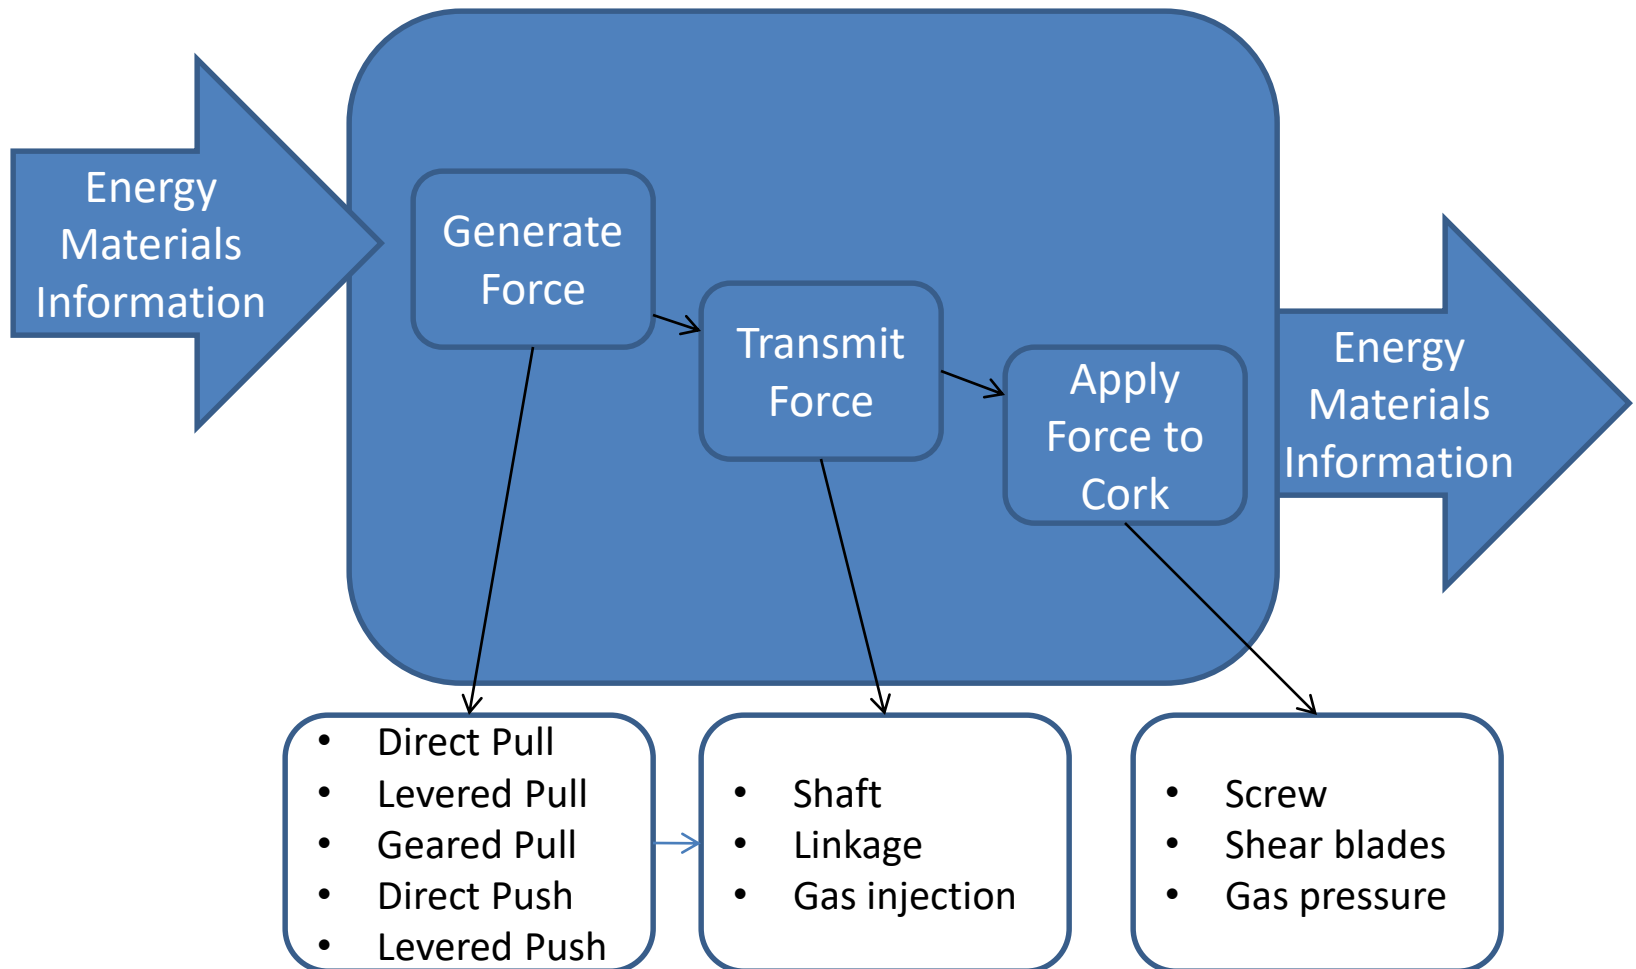 Energy
Materials
Information
Generate
Force
Transmit
Force
Apply
Force to
Cork
Energy
Materials
Information
• Direct Pull
• Levered Pull
• Geared Pull
• Direct Push
• Levered Push
• Shaft
• Linkage
• Gas injection
• Screw
• Shear blades
• Gas pressure